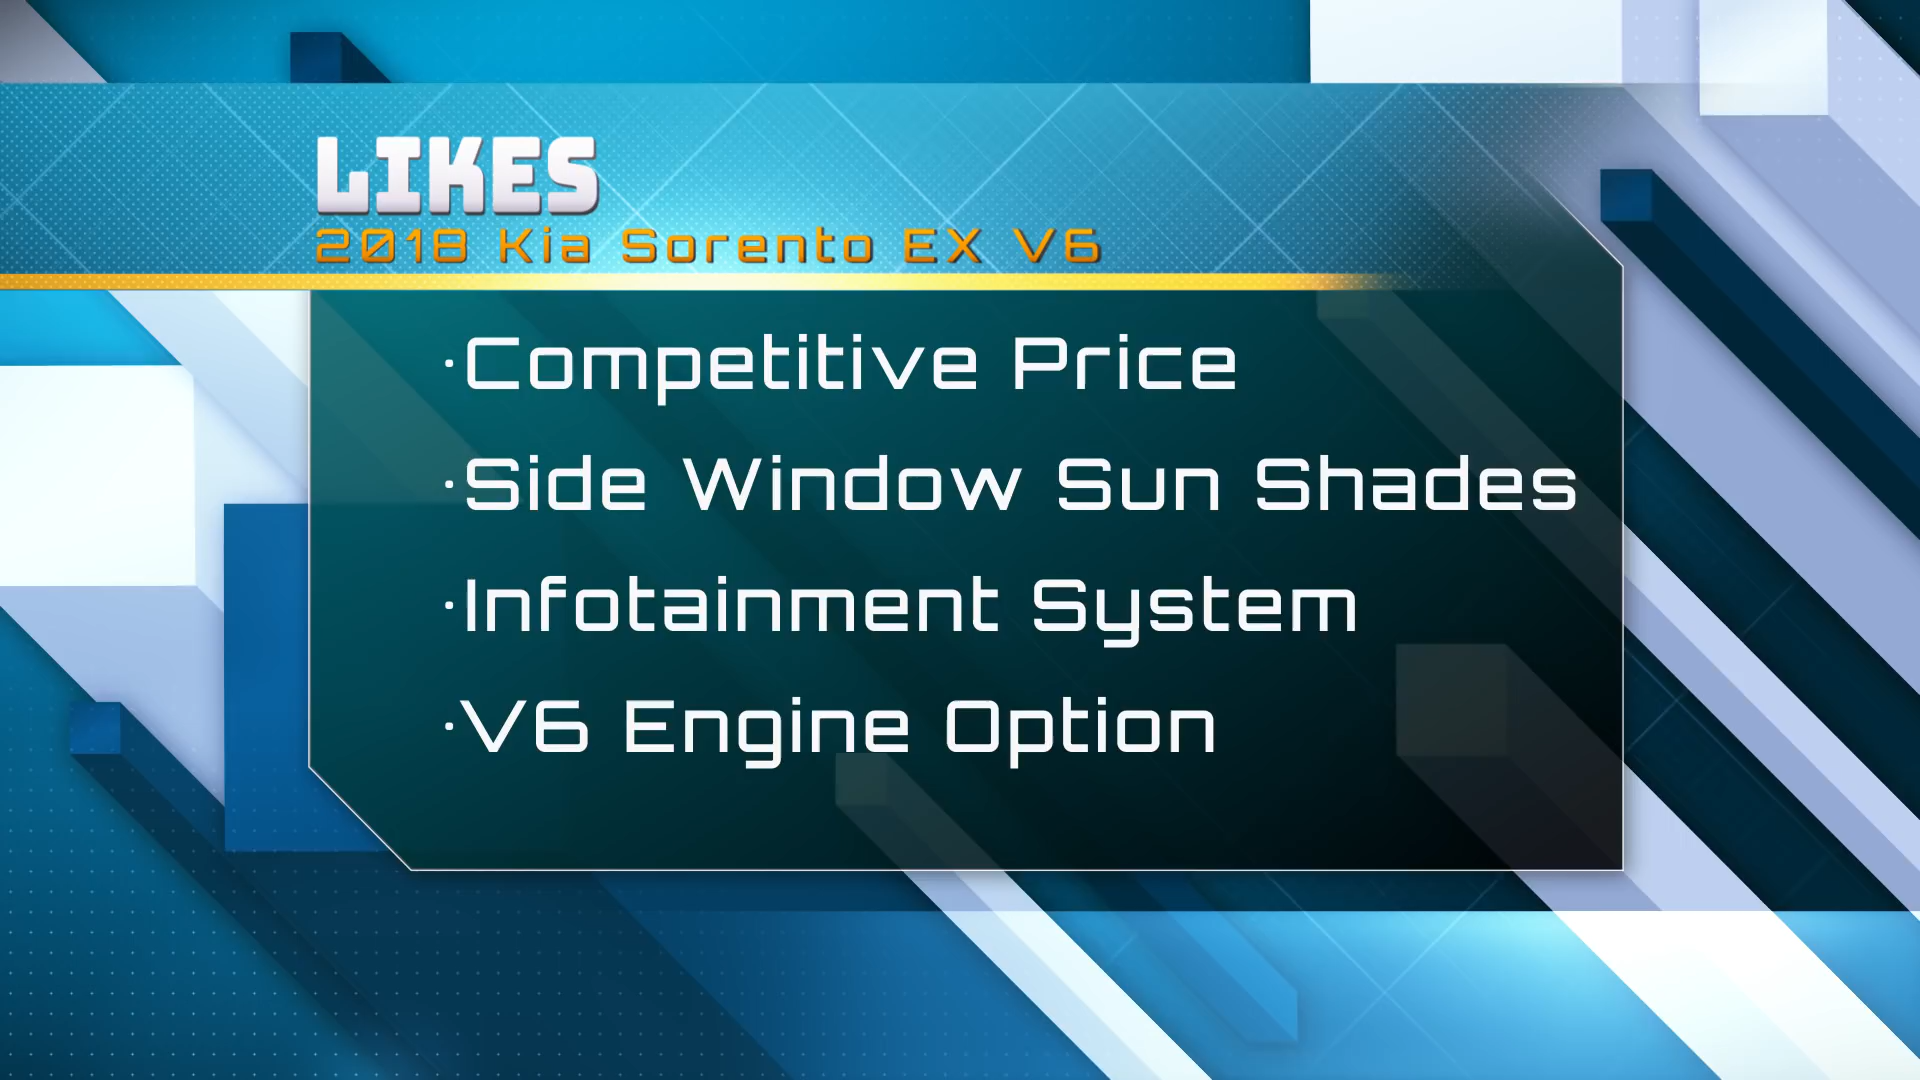 LIKES
2018 Kia Sorento EX V6
·Competitive Price
·Side Window Sun Shades
·Infotainment System
·V6 Engine Option